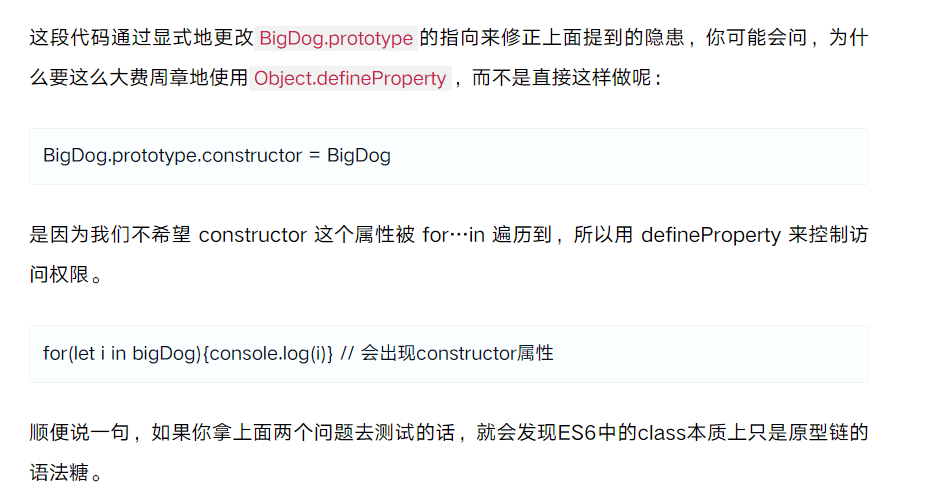 这段代码通过显式地更改 BigDog.prototype 的指向来修正上面提到的隐患，你可能会问，为什
么要这么大费周章地使用 Object.defineProperty ，而不是直接这样做呢：
BigDog.prototype.constructor = BigDog
是因为我们不希望 constructor 这个属性被 for…in 遍历到，所以用 defineProperty 来控制访
问权限。
for(let i in bigDog){console.log(i)} // 会出现constructor属性
顺便说一句，如果你拿上面两个问题去测试的话，就会发现ES6中的class本质上只是原型链的
语法糖。